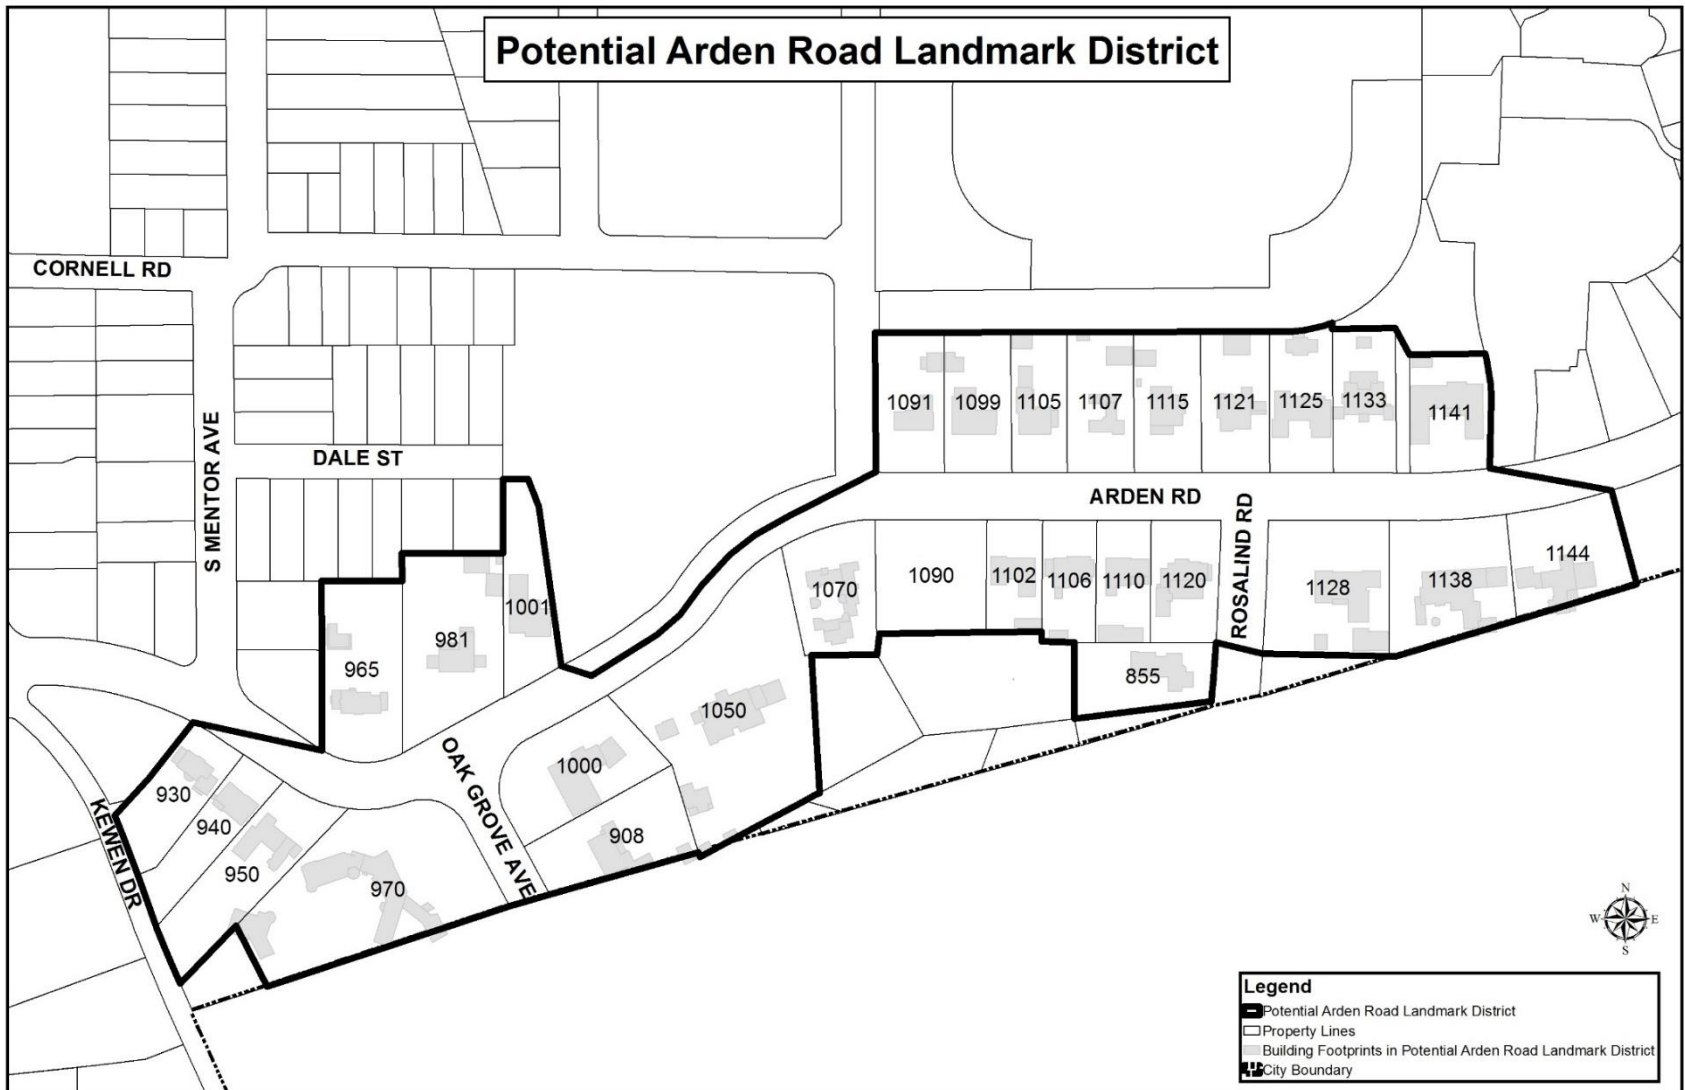 Potential Arden Road Landmark District
CORNELL RD
S MENTOR AVE
DALE ST
1091
1099
1105
1107
1115
1121
1125
1133
1141
ARDEN RD
ROSALIND RD
1001
981
965
1070
1090
1102
1106
1110
1120
1128
1138
1144
855
1050
1000
908
OAK GROVE AVE
930
940
950
970
KEWEN DR
N
W E
S
Legend
Potential Arden Road Landmark District
Property Lines
Building Footprints in Potential Arden Road Landmark District
City Boundary